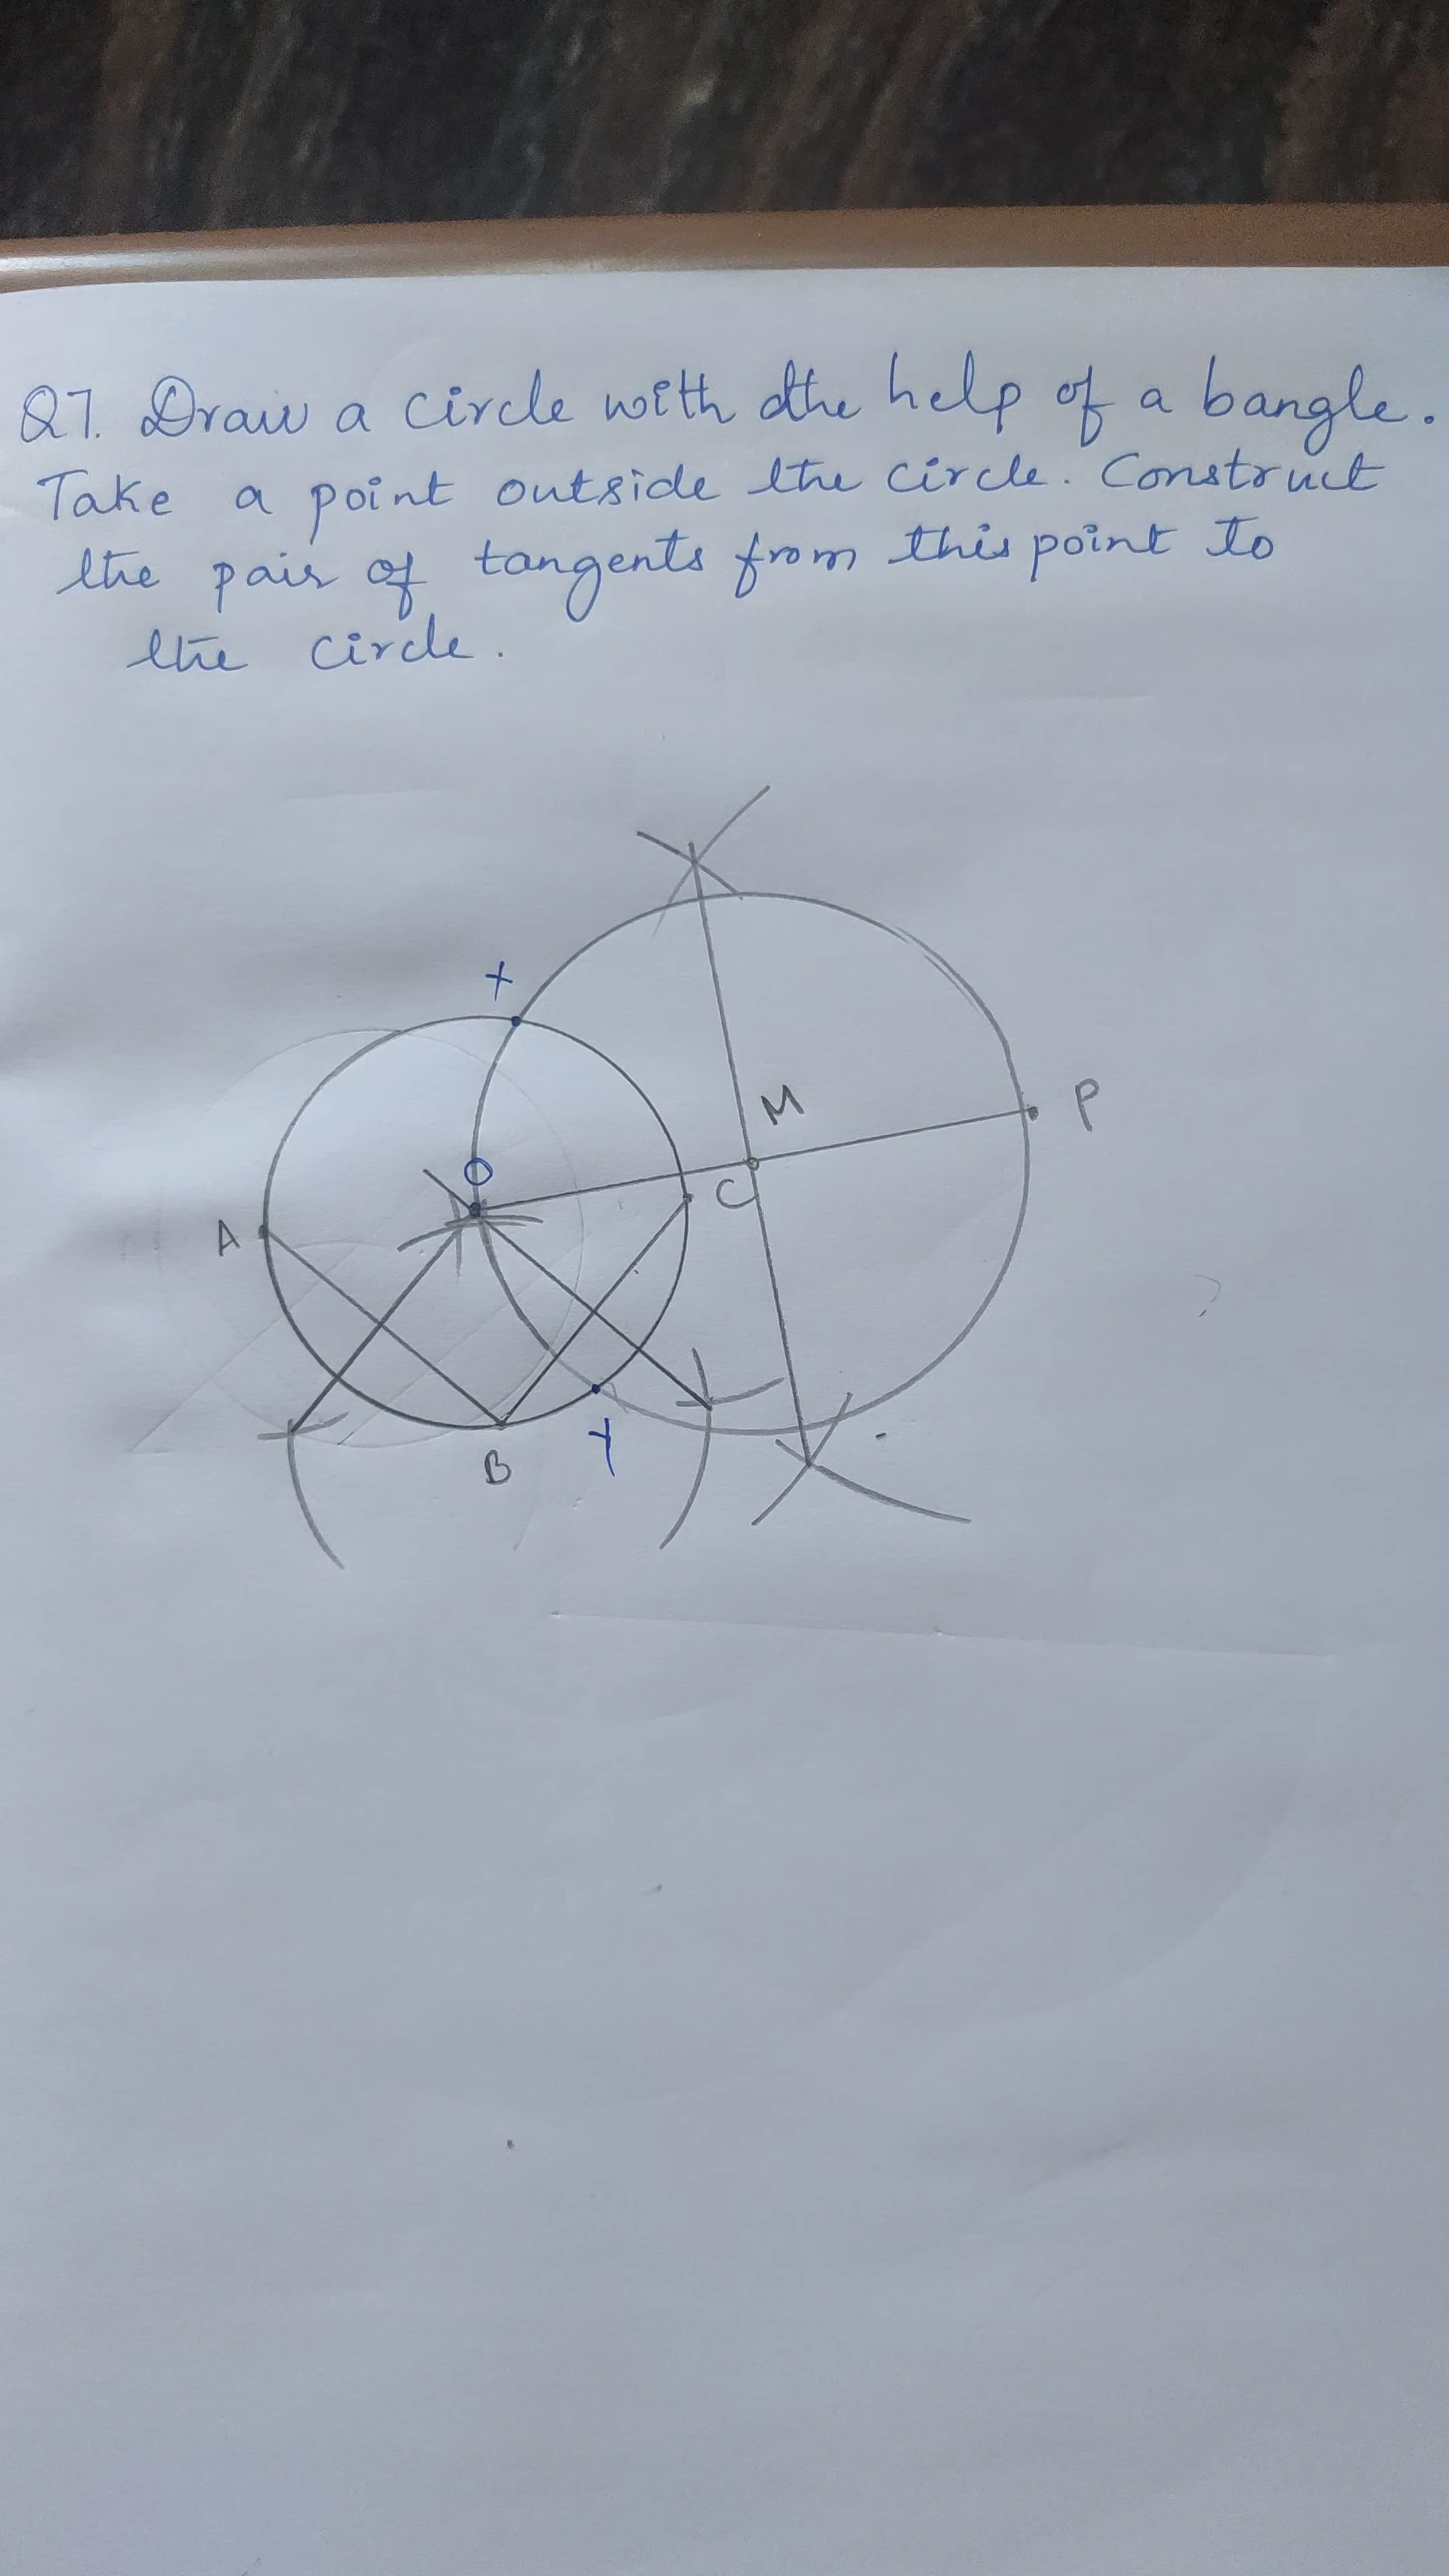 Q7. Draw a circle with the help of a bangle.
Take a point outside the circle. Construct
the pair of tangents from this point to
the circle.
X
O
M
P
A
C
B
Y